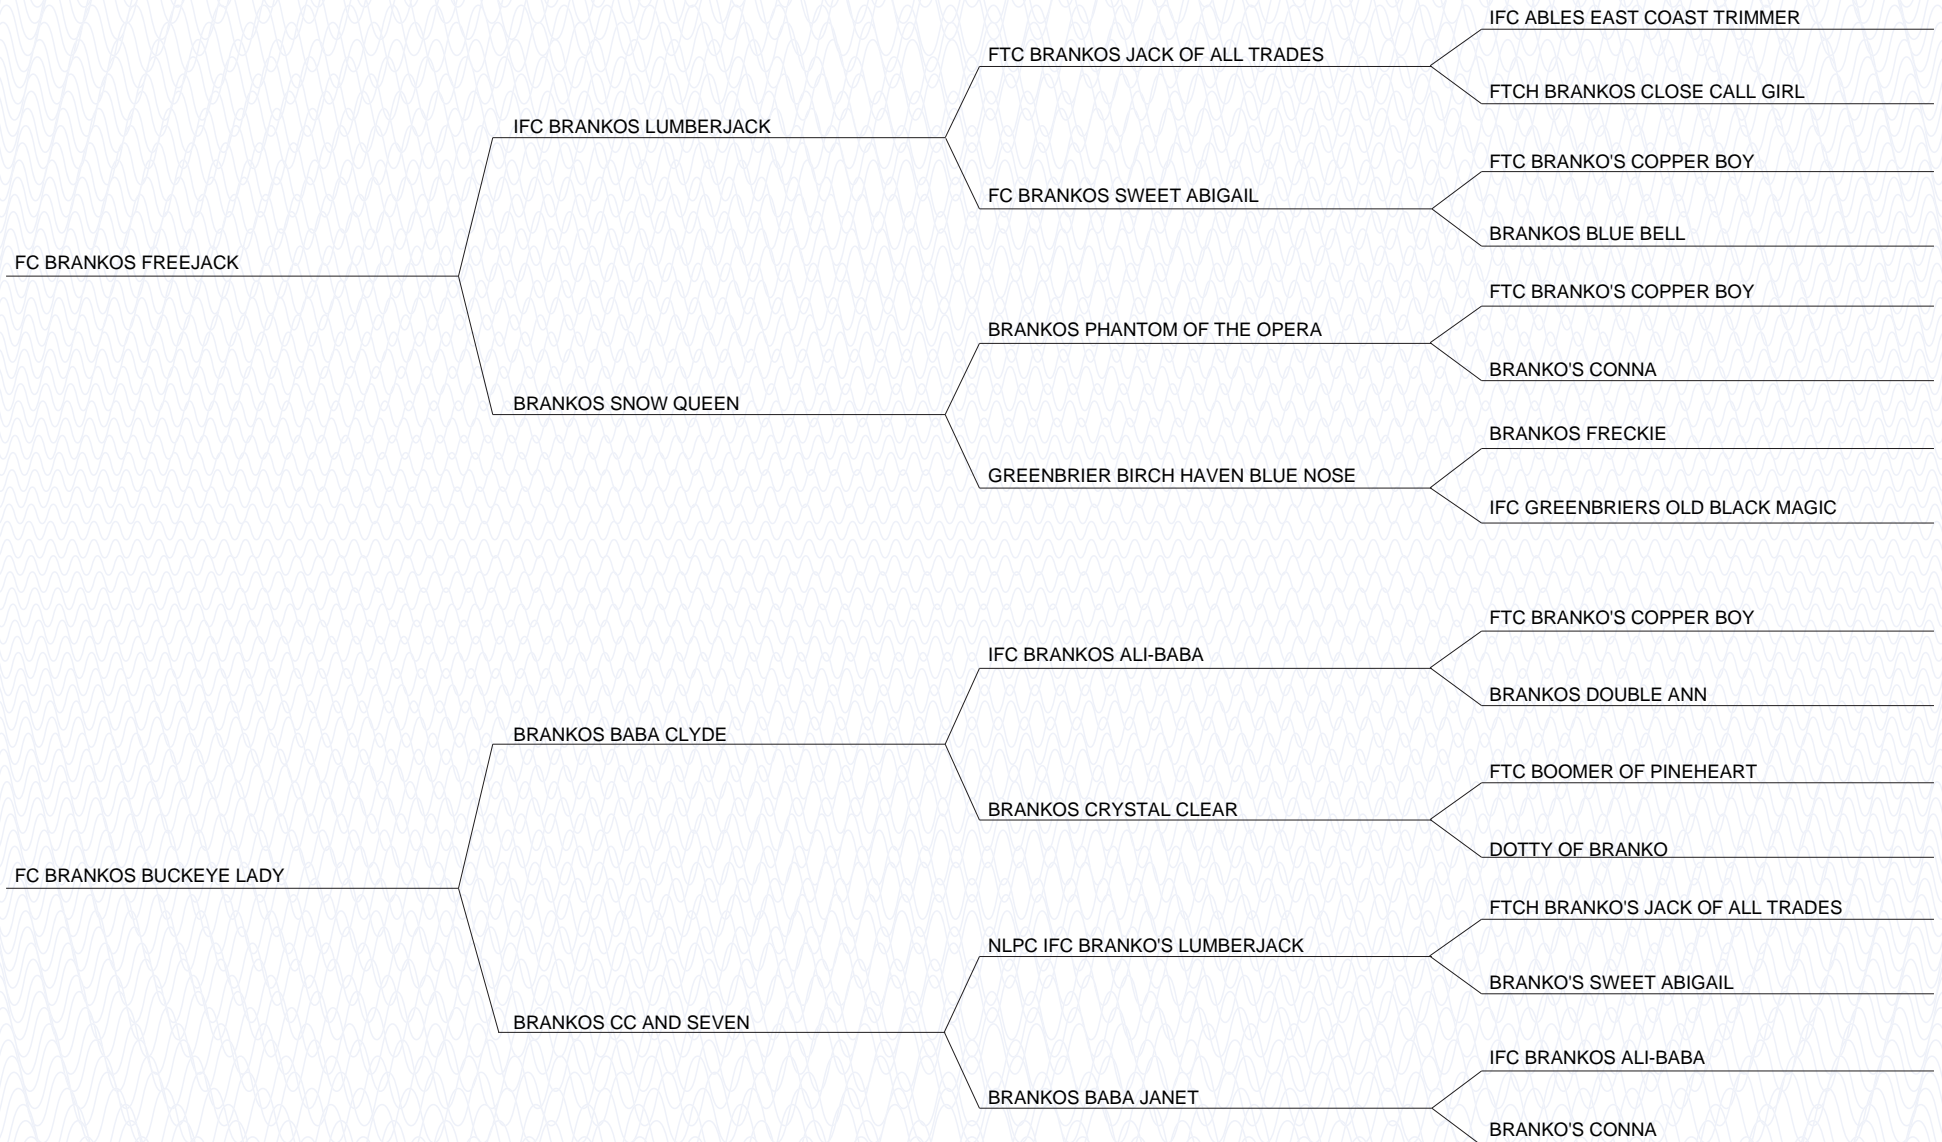 IFC ABLES EAST COAST TRIMMER
FTC BRANKOS JACK OF ALL TRADES
FTCH BRANKOS CLOSE CALL GIRL
IFC BRANKOS LUMBERJACK
FTC BRANKO'S COPPER BOY
FC BRANKOS SWEET ABIGAIL
BRANKOS BLUE BELL
FC BRANKOS FREEJACK
FTC BRANKO'S COPPER BOY
BRANKOS PHANTOM OF THE OPERA
BRANKO'S CONNA
BRANKOS SNOW QUEEN
BRANKOS FRECKIE
GREENBRIER BIRCH HAVEN BLUE NOSE
IFC GREENBRIERS OLD BLACK MAGIC
FTC BRANKO'S COPPER BOY
IFC BRANKOS ALI-BABA
BRANKOS DOUBLE ANN
BRANKOS BABA CLYDE
FTC BOOMER OF PINEHEART
BRANKOS CRYSTAL CLEAR
DOTTY OF BRANKO
FC BRANKOS BUCKEYE LADY
FTCH BRANKO'S JACK OF ALL TRADES
NLPC IFC BRANKO'S LUMBERJACK
BRANKO'S SWEET ABIGAIL
BRANKOS CC AND SEVEN
IFC BRANKOS ALI-BABA
BRANKOS BABA JANET
BRANKO'S CONNA